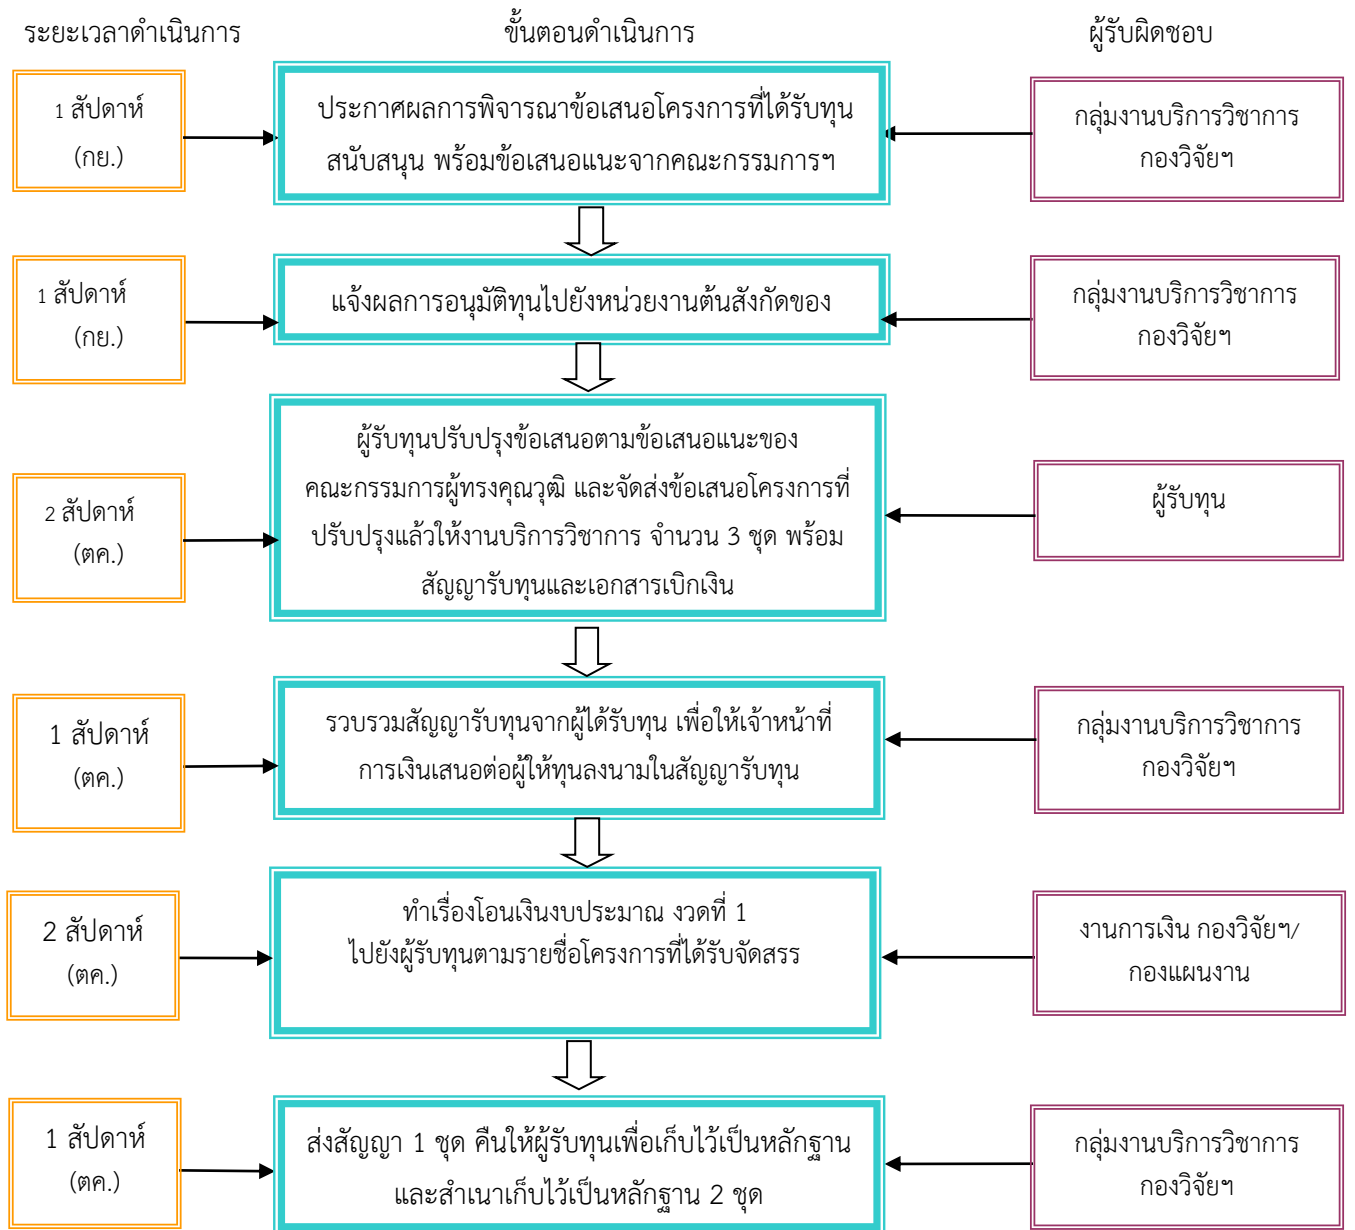 ระยะเวลาดำเนินการ
ขั้นตอนดำเนินการ
ผู้รับผิดชอบ
1 สัปดาห์
(กย.)
ประกาศผลการพิจารณาข้อเสนอโครงการที่ได้รับทุน
สนับสนุน พร้อมข้อเสนอแนะจากคณะกรรมการฯ
กลุ่มงานบริการวิชาการ
กองวิจัยฯ
1 สัปดาห์
(กย.)
แจ้งผลการอนุมัติทุนไปยังหน่วยงานต้นสังกัดของ
กลุ่มงานบริการวิชาการ
กองวิจัยฯ
2 สัปดาห์
(ตค.)
ผู้รับทุนปรับปรุงข้อเสนอตามข้อเสนอแนะของ
คณะกรรมการผู้ทรงคุณวุฒิ และจัดส่งข้อเสนอโครงการที่
ปรับปรุงแล้วให้งานบริการวิชาการ จำนวน 3 ชุด พร้อม
สัญญารับทุนและเอกสารเบิกเงิน
ผู้รับทุน
1 สัปดาห์
(ตค.)
รวบรวมสัญญารับทุนจากผู้ได้รับทุน เพื่อให้เจ้าหน้าที่
การเงินเสนอต่อผู้ให้ทุนลงนามในสัญญารับทุน
กลุ่มงานบริการวิชาการ
กองวิจัยฯ
2 สัปดาห์
(ตค.)
ทำเรื่องโอนเงินงบประมาณ งวดที่ 1
ไปยังผู้รับทุนตามรายชื่อโครงการที่ได้รับจัดสรร
งานการเงิน กองวิจัยฯ/
กองแผนงาน
1 สัปดาห์
(ตค.)
ส่งสัญญา 1 ชุด คืนให้ผู้รับทุนเพื่อเก็บไว้เป็นหลักฐาน
และสำเนาเก็บไว้เป็นหลักฐาน 2 ชุด
กลุ่มงานบริการวิชาการ
กองวิจัยฯ